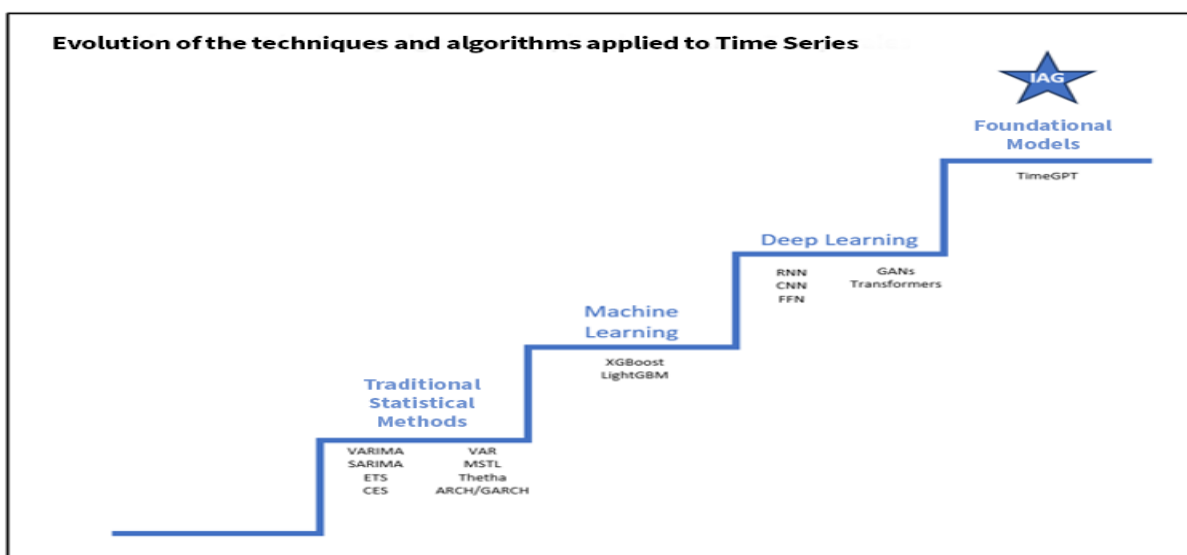 Evolution of the techniques and algorithms applied to Time Series
IAG
Foundational
Models
TimeGPT
Deep Learning
RNN
CNN
FFN
GANs
Transformers
Machine
Learning
XGBoost
LightGBM
Traditional
Statistical
Methods
VARIMA
SARIMA
ETS
CES
VAR
MSTL
Thetha
ARCH/GARCH